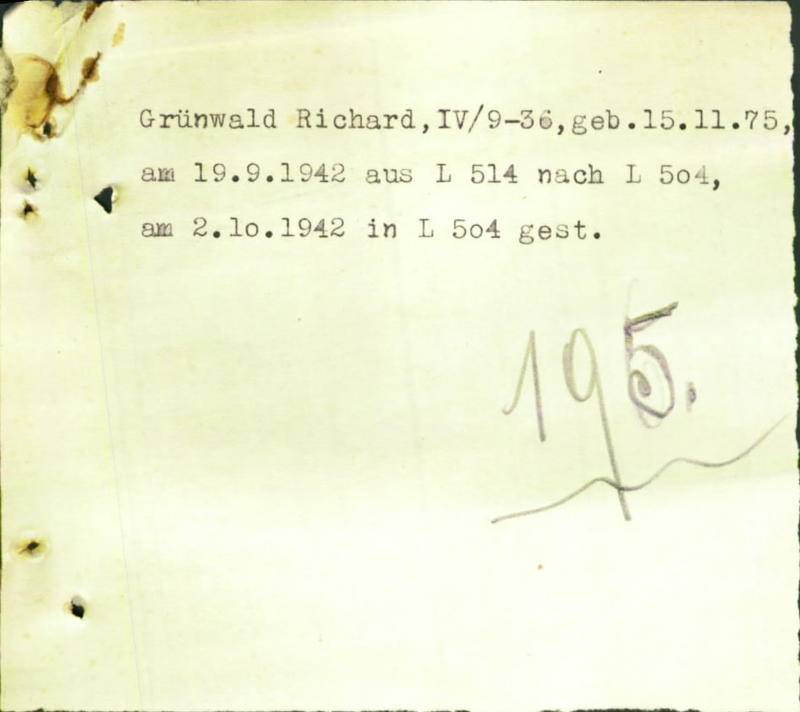 Grünwald Richard,IV/9-36,geb.15.11.75,
am 19.9.1942 aus L 514 nach L 5o4,
am 2.lo.1942 in L 5o4 gest.
195.